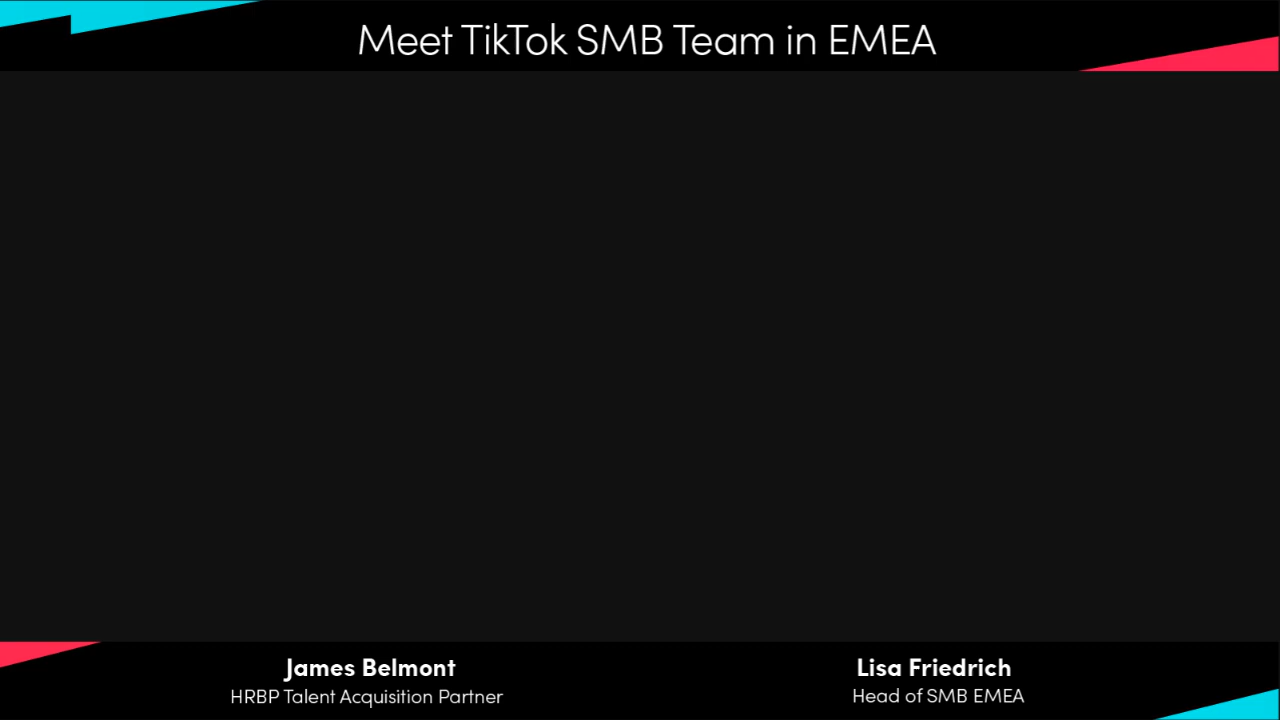 Meet TikTok SMB Team in EMEA
James Belmont
HRBP Talent Acquisition Partner
Lisa Friedrich
Head of SMB EMEA